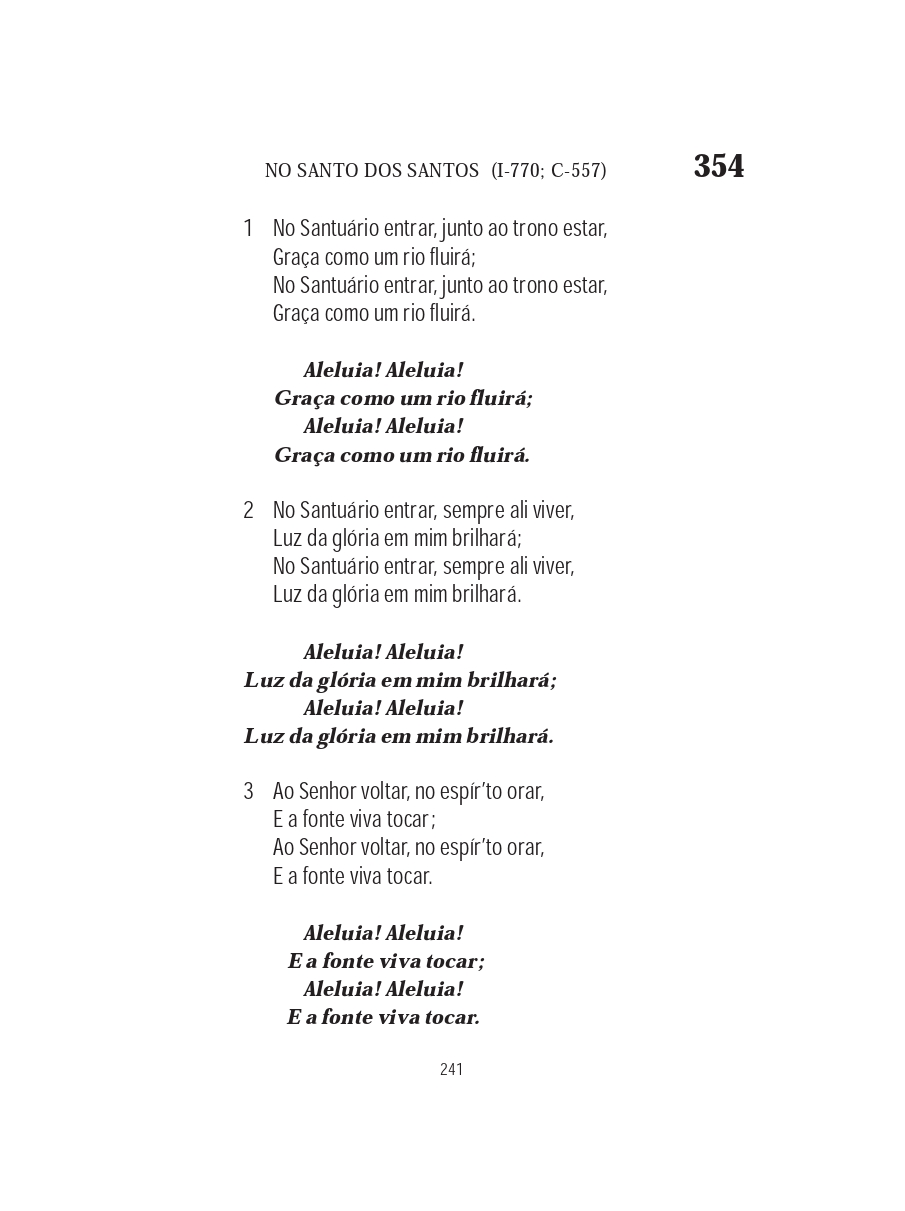 NO SANTO DOS SANTOS (I-770; C-557) 354
1 No Santuário entrar, junto ao trono estar,
Graça como um rio fluirá;
No Santuário entrar, junto ao trono estar,
Graça como um rio fluirá.
Aleluia! Aleluia!
Graça como um rio fluirá;
Aleluia! Aleluia!
Graça como um rio fluirá.
2 No Santuário entrar, sempre ali viver,
Luz da glória em mim brilhará;
No Santuário entrar, sempre ali viver,
Luz da glória em mim brilhará.
Aleluia! Aleluia!
Luz da glória em mim brilhará;
Aleluia! Aleluia!
Luz da glória em mim brilhará.
3 Ao Senhor voltar, no espír’to orar,
E a fonte viva tocar;
Ao Senhor voltar, no espír’to orar,
E a fonte viva tocar.
Aleluia! Aleluia!
E a fonte viva tocar;
Aleluia! Aleluia!
E a fonte viva tocar.
241